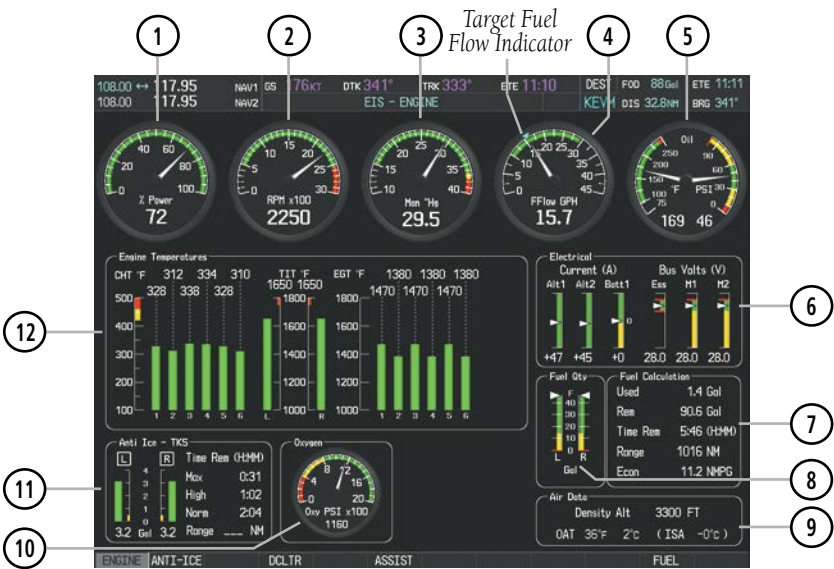 Target Fuel
Flow Indicator
1 2 3 4 5
108.00 ↔ 117.95 NAV1 GS 176KT DTK 341° TRK 333° ETE 11:10 DEST FOD 88Gal ETE 11:11
108.00 117.95 NAV2 EIS - ENGINE KEVM DIS 32.8NM BRG 341°
0 20 40 60 80 100
% Power
72
0 5 10 15 20 25 30
RPM x100
2250
10 15 20 25 30 35 40
Man "Hg
29.5
0 5 10 15 20 25 30 35 40 45
FFlow GPH
15.7
Oil
250 200 150 100 75
°F
90 60 30 0
PSI
169 46
Engine Temperatures
CHT °F 312 334 310 TIT °F EGT °F 1380 1380 1380
328 338 328 1650 1650 1470 1470 1470
500 1800 1800
400 1600 1600
300 1400 1400
200 1200 1200
100 1000 1000
1 2 3 4 5 6 L R 1 2 3 4 5 6
12
Electrical
Current (A) Bus Volts (V)
Alt1 Alt2 Batt1 Ess M1 M2
0
+47 +45 +0 28.0 28.0 28.0
6
Fuel Qty
F
40
30
20
10
0
L R
Gal
8
Fuel Calculation
Used 1.4 Gal
Rem 90.6 Gal
Time Rem 5:46 (H:MM)
Range 1016 NM
Econ 11.2 NMPG
7
Anti Ice - TKS
L R Time Rem (H:MM)
4
3
2
1
0
Max 0:31
High 1:02
Norm 2:04
3.2 Gal 3.2 Range ___ NM
11
Oxygen
0 4 8 12 16 20
Oxy PSI x100
1160
10
Air Data
Density Alt 3300 FT
OAT 36°F 2°C (ISA -0°C)
9
ENGINE ANTI-ICE DCLTR ASSIST FUEL